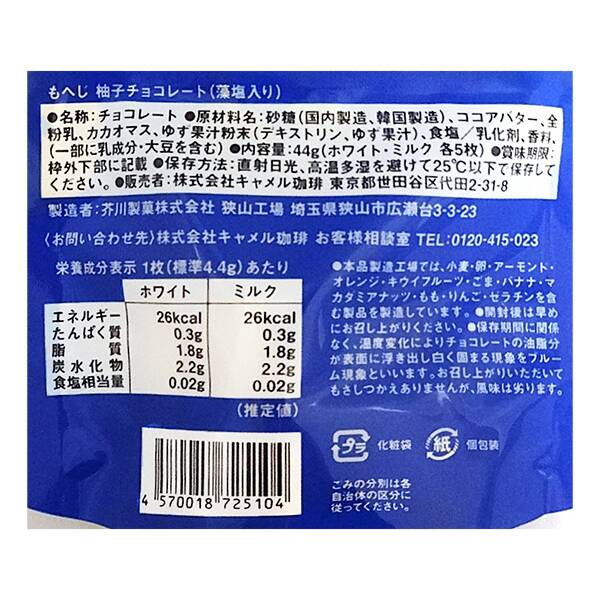 もへじ 柚子チョコレート(藻塩入り)
●名称:チョコレート ●原材料名:砂糖(国内製造、韓国製造)、ココアバター、全
粉乳、カカオマス、ゆず果汁粉末(デキストリン、ゆず果汁)、食塩/乳化剤、香料、
(一部に乳成分・大豆を含む) ●内容量:44g(ホワイト・ミルク 各5枚) ●賞味期限:
枠外下部に記載 ●保存方法:直射日光、高温多湿を避けて25℃以下で保存して
ください。 ●販売者:株式会社キャメル珈琲 東京都世田谷区代田2-31-8
製造者:芥川製菓株式会社 狭山工場 埼玉県狭山市広瀬台3-3-23
〈お問い合わせ先〉株式会社キャメル珈琲 お客様相談室 TEL:0120-415-023
栄養成分表示 1枚(標準4.4g)あたり
ホワイト ミルク
エネルギー 26kcal 26kcal
たんぱく質 0.3g 0.3g
脂質 1.8g 1.8g
炭水化物 2.2g 2.2g
食塩相当量 0.02g 0.02g
(推定値)
●本品製造工場では、小麦・卵・アーモンド・
オレンジ・キウイフルーツ・ごま・バナナ・マ
カダミアナッツ・もも・りんご・ゼラチンを含
む製品を製造しています。 ●開封後は早め
にお召し上がりください。 ●保存期間に関係
なく、温度変化によりチョコレートの油脂分
が表面に浮き出し白く固まる現象をブルー
ム現象といいます。お召し上がりいただいて
もさしつかえありませんが、風味は劣ります。
プラ 化粧袋 紙 個包装
ごみの分別は各
自治体の区分に
従ってください。
4 570018 725104